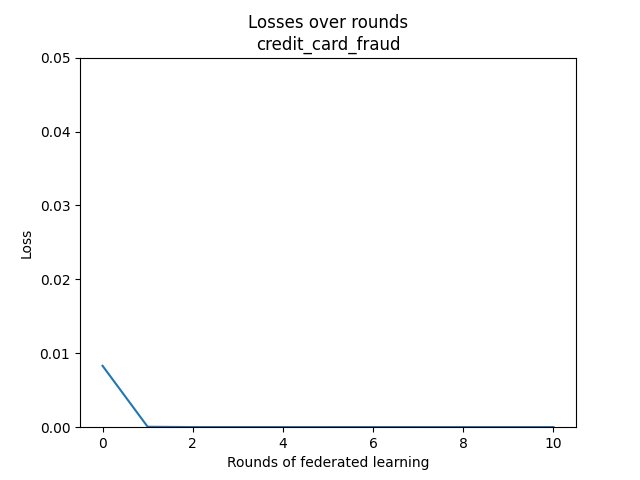 Losses over rounds
credit_card_fraud
0.05
0.04
0.03
0.02
0.01
0.00
Loss
0 2 4 6 8 10
Rounds of federated learning